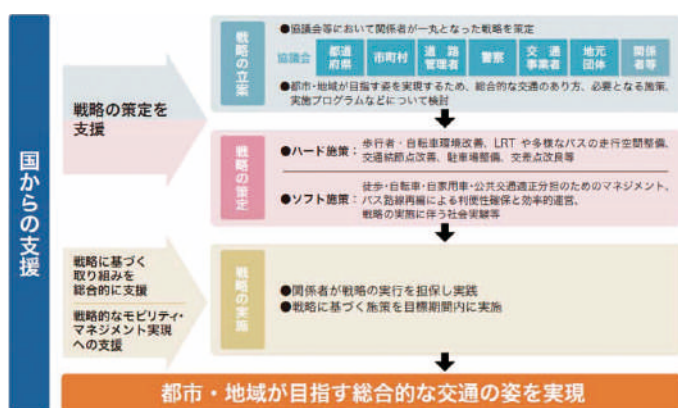 国からの支援
戦略の策定を
支援
戦略の立案
●協議会等において関係者が一丸となった戦略を策定
協議会
都道
府県
市町村
道路
管理者
警察
交通
事業者
地元
団体
関係
者等
●都市・地域が目指す姿を実現するため、総合的な交通のあり方、必要となる施策、
実施プログラムなどについて検討
戦略の策定
●ハード施策：
歩行者・自転車環境改善、LRTや多様なバスの走行空間整備、
交通結節点改善、駐車場整備、交差点改良等
●ソフト施策：
徒歩・自転車・自家用車・公共交通適正分担のためのマネジメント、
バス路線再編による利便性確保と効率的運営、
戦略の実施に伴う社会実験等
戦略に基づく
取り組みを
総合的に支援
戦略的なモビリティ・
マネジメント実現
への支援
戦略の実施
●関係者が戦略の実行を担保し実践
●戦略に基づく施策を目標期間内に実施
都市・地域が目指す総合的な交通の姿を実現